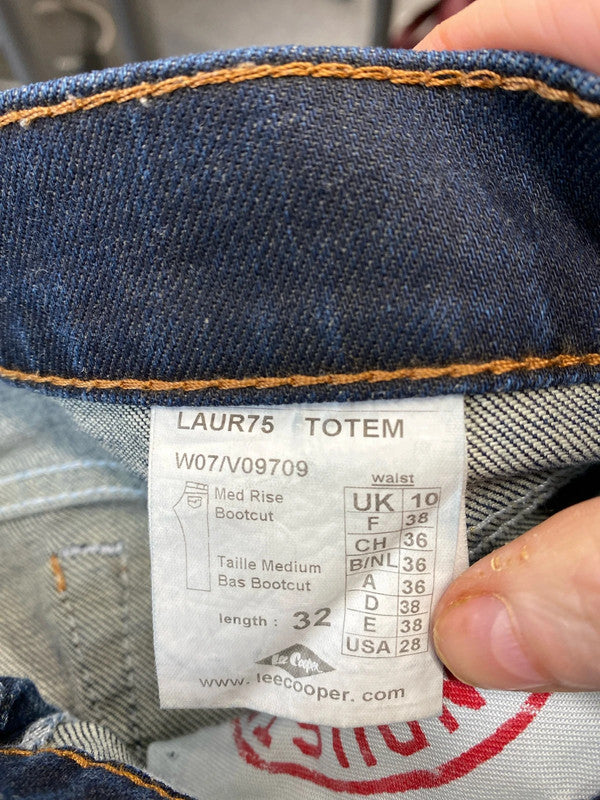 LAUR75 TOTEM
W07/V09709
Med Rise
Bootcut
Taille Medium
Bas Bootcut
length : 32
waist
UK 10
F 38
CH 36
B/NL 36
A 36
D 38
E 38
USA 28
Lee Cooper
www.leecooper.com